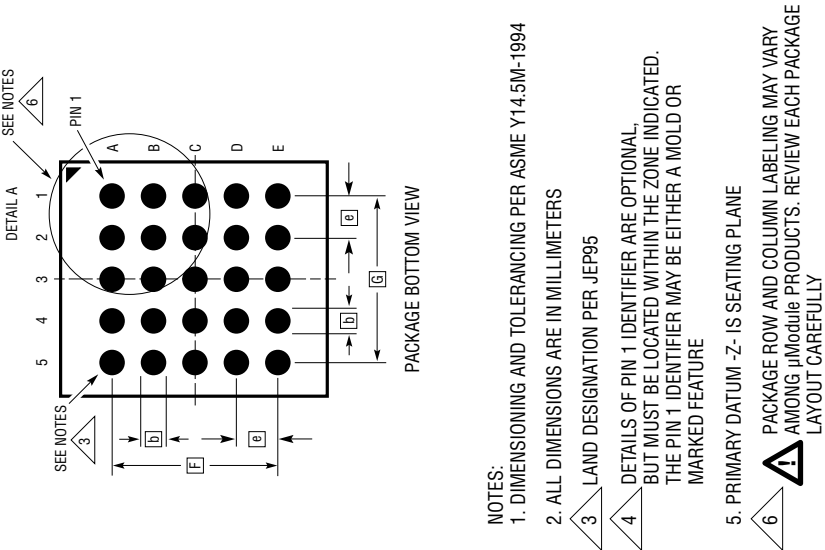 DETAIL A
SEE NOTES
6
PIN 1
5 4 3 2 1
A
B
C
D
E
SEE NOTES
3
F
b
e
b
G
e
PACKAGE BOTTOM VIEW
NOTES:
1. DIMENSIONING AND TOLERANCING PER ASME Y14.5M-1994
2. ALL DIMENSIONS ARE IN MILLIMETERS
3 LAND DESIGNATION PER JEP95
4 DETAILS OF PIN 1 IDENTIFIER ARE OPTIONAL,
BUT MUST BE LOCATED WITHIN THE ZONE INDICATED.
THE PIN 1 IDENTIFIER MAY BE EITHER A MOLD OR
MARKED FEATURE
5. PRIMARY DATUM -Z- IS SEATING PLANE
6 ! PACKAGE ROW AND COLUMN LABELING MAY VARY
AMONG µModule PRODUCTS. REVIEW EACH PACKAGE
LAYOUT CAREFULLY